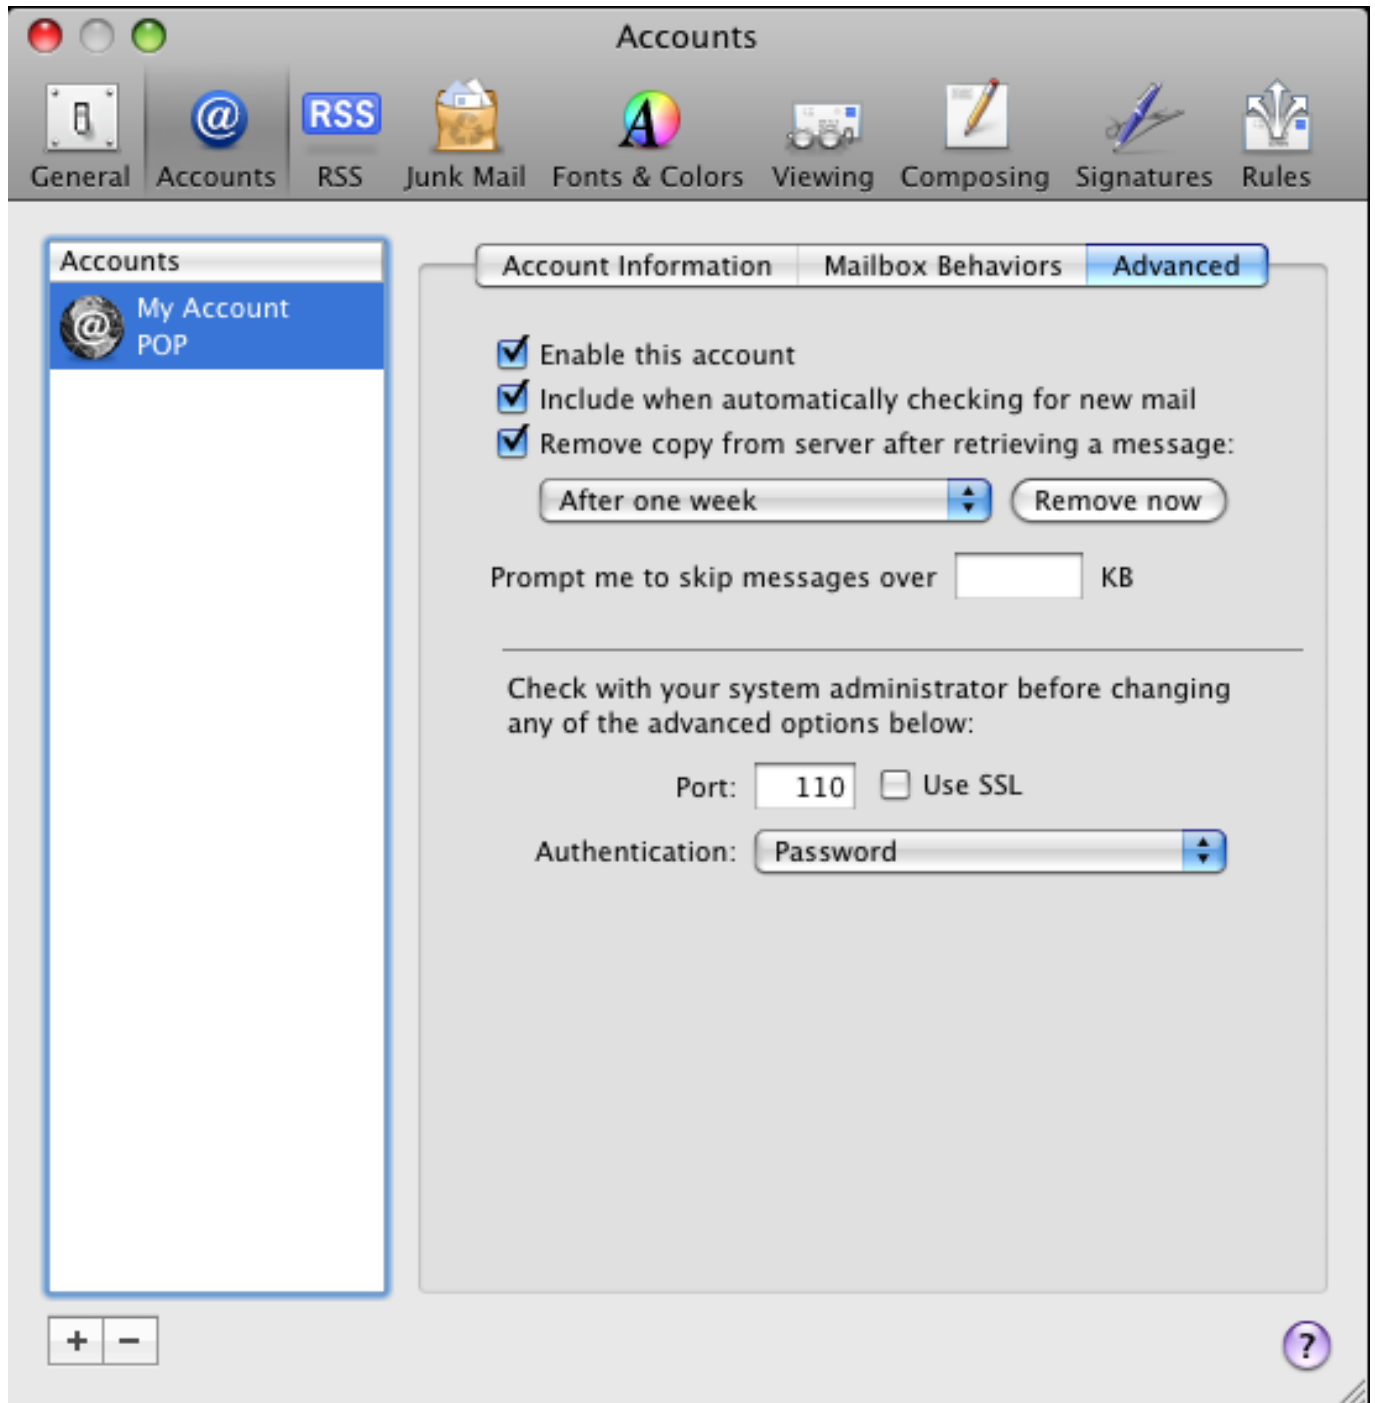 Accounts
General Accounts RSS Junk Mail Fonts & Colors Viewing Composing Signatures Rules
RSS
Accounts
My Account
POP
Account Information Mailbox Behaviors Advanced
Enable this account
Include when automatically checking for new mail
Remove copy from server after retrieving a message:
After one week Remove now
Prompt me to skip messages over KB
Check with your system administrator before changing
any of the advanced options below:
Port: 110 Use SSL
Authentication: Password
+ − ?